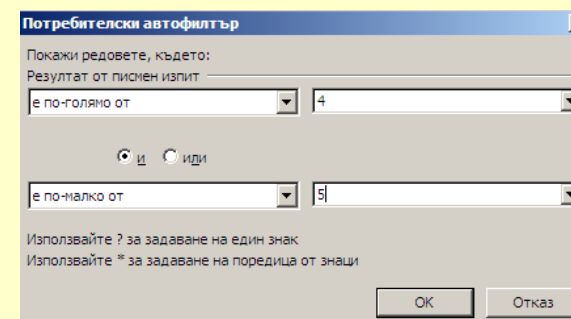 Потребителски автофилтър
Покажи редовете, където:
Резултат от писмен изпит
е по-голямо от 4
и или
е по-малко от 5
Използвайте ? за задаване на един знак
Използвайте * за задаване на поредица от знаци
OK Отказ